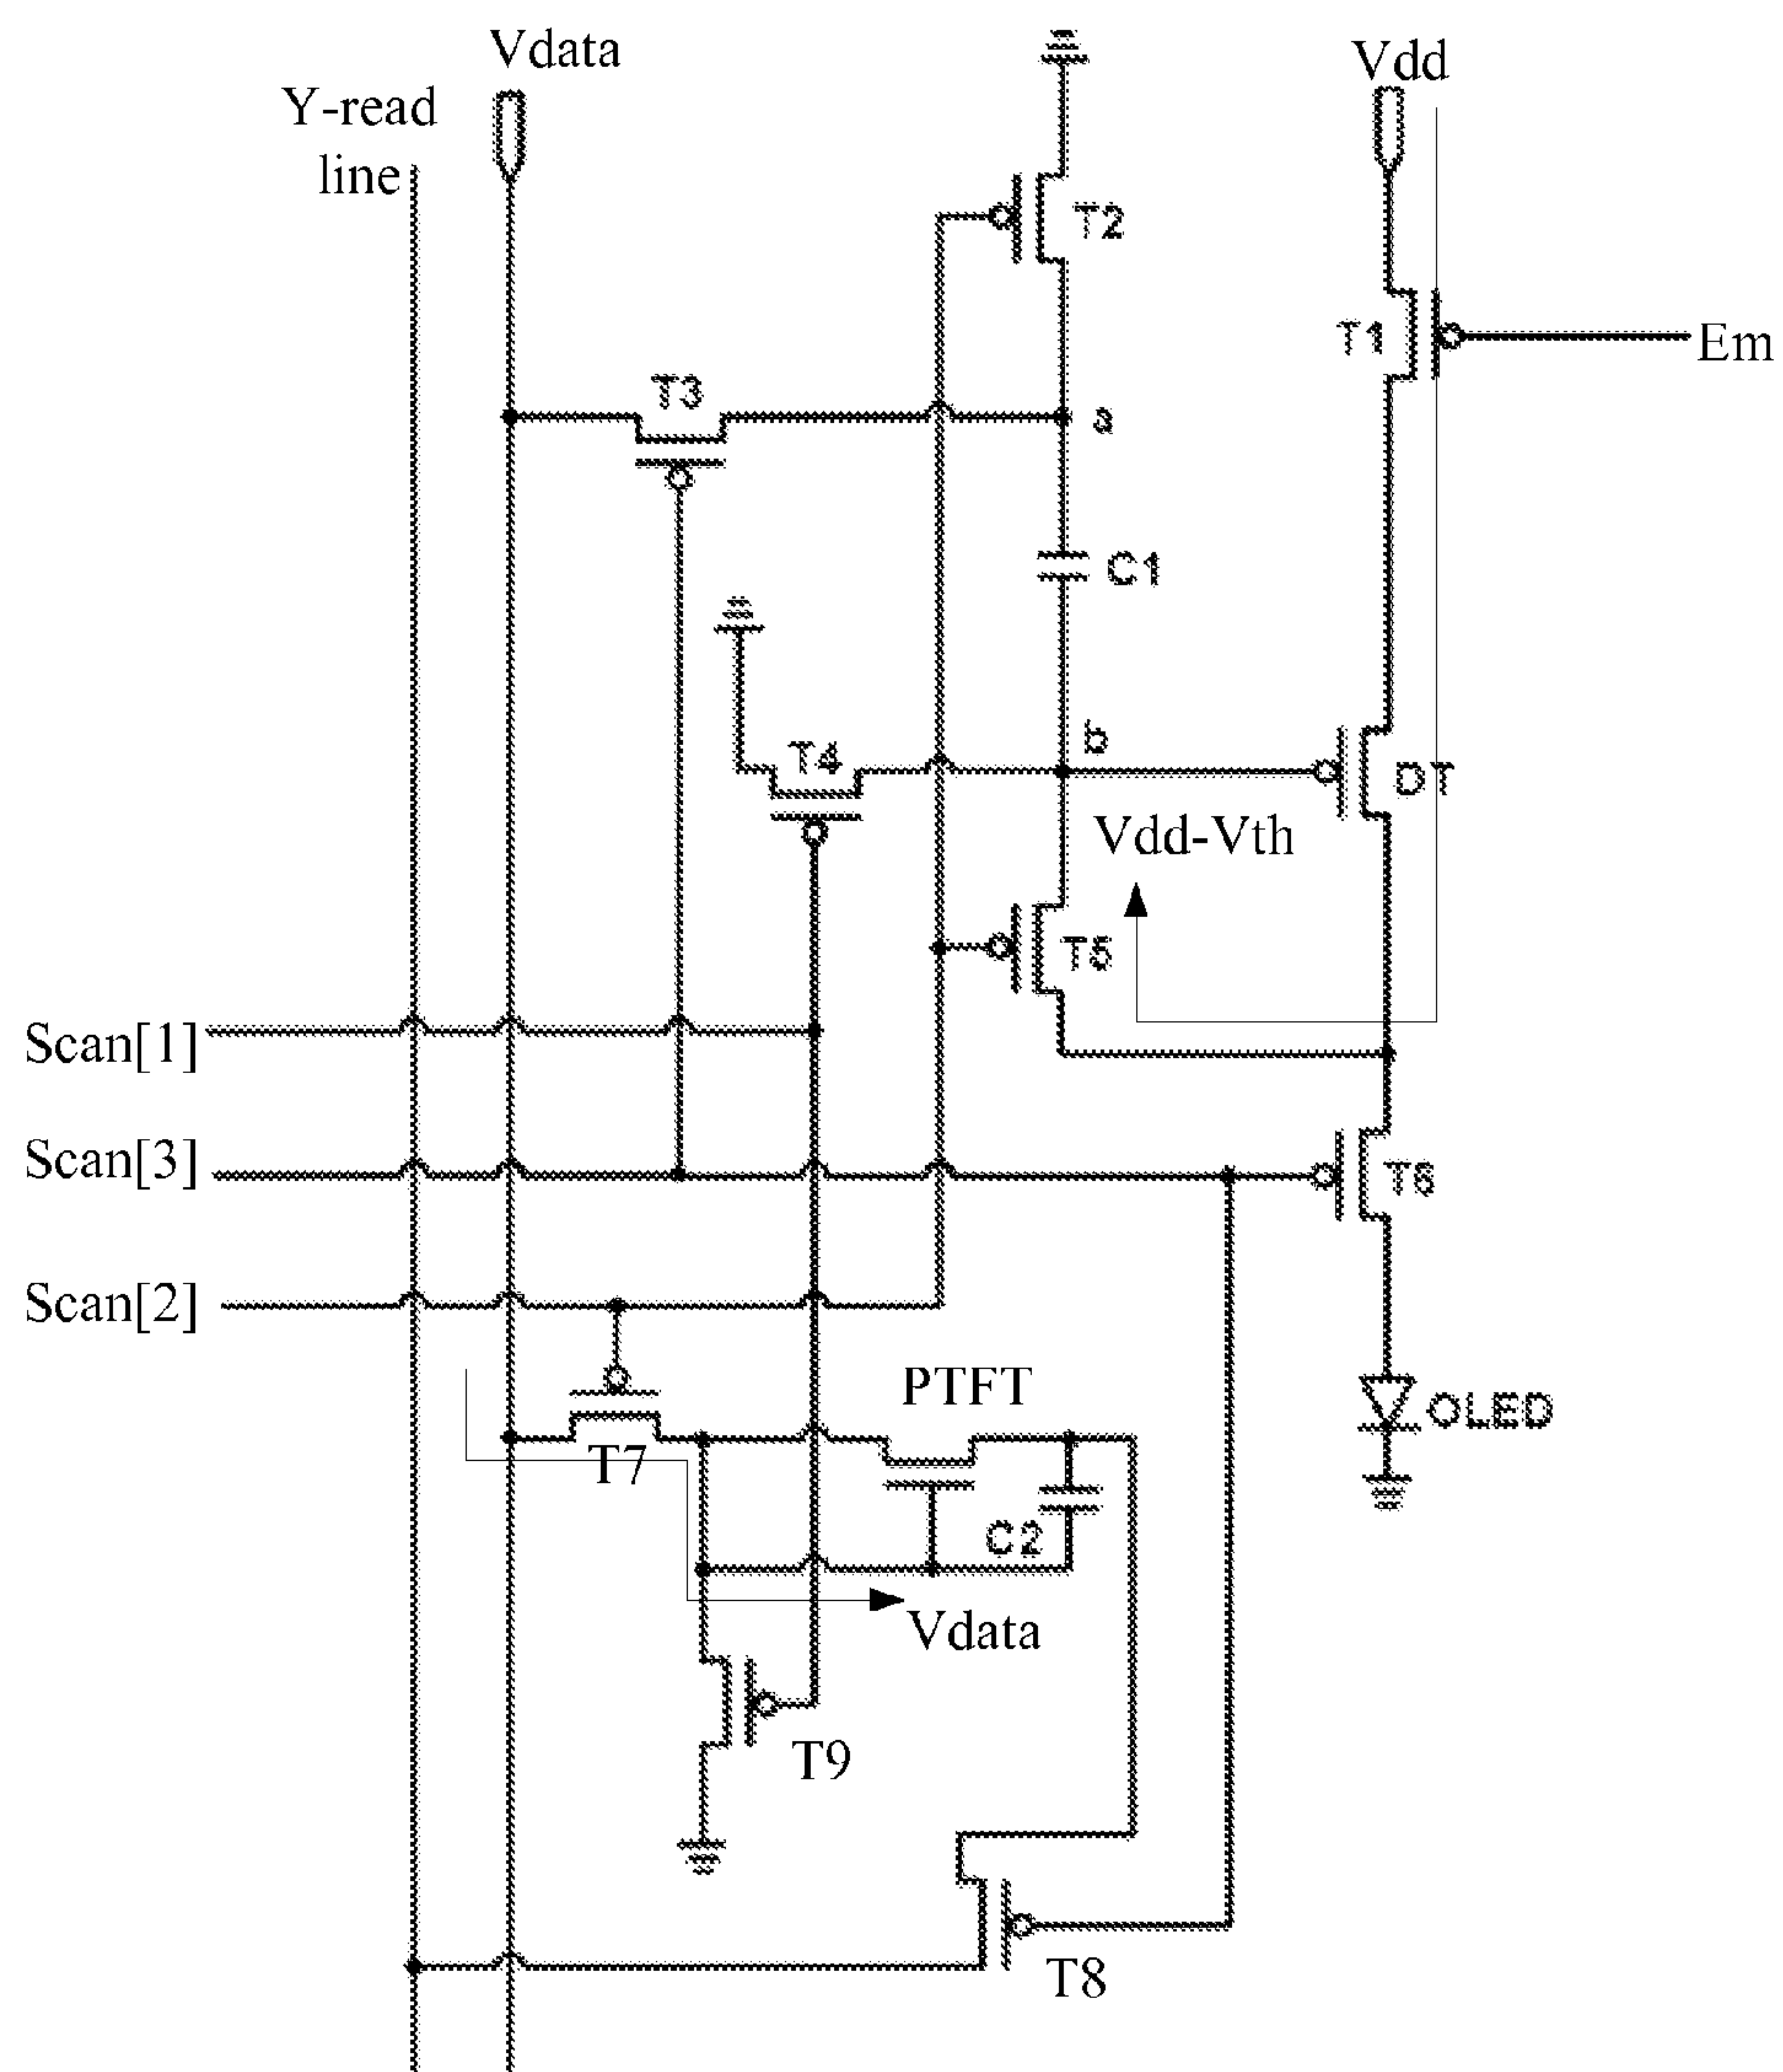 Vdata
Vdd
Y-read
line
T2
T1
Em
T3
a
C1
b
T4
DT
Vdd-Vth
T5
Scan[1]
Scan[3]
T6
Scan[2]
PTFT
OLED
T7
C2
Vdata
T9
T8